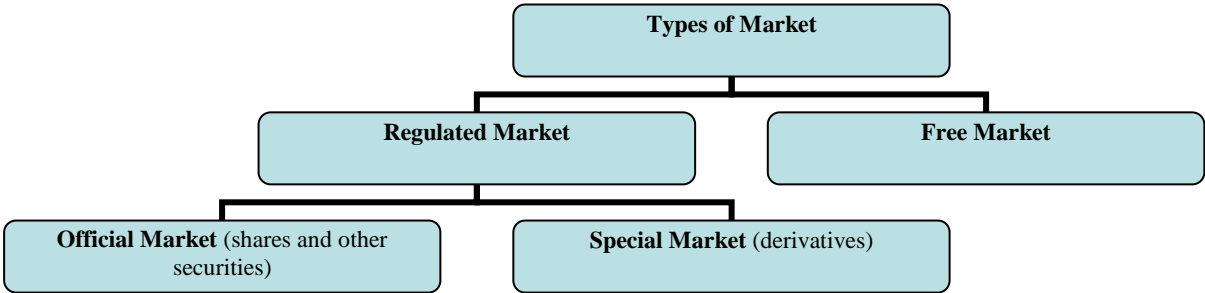 Types of Market
Regulated Market
Free Market
Official Market (shares and other
securities)
Special Market (derivatives)